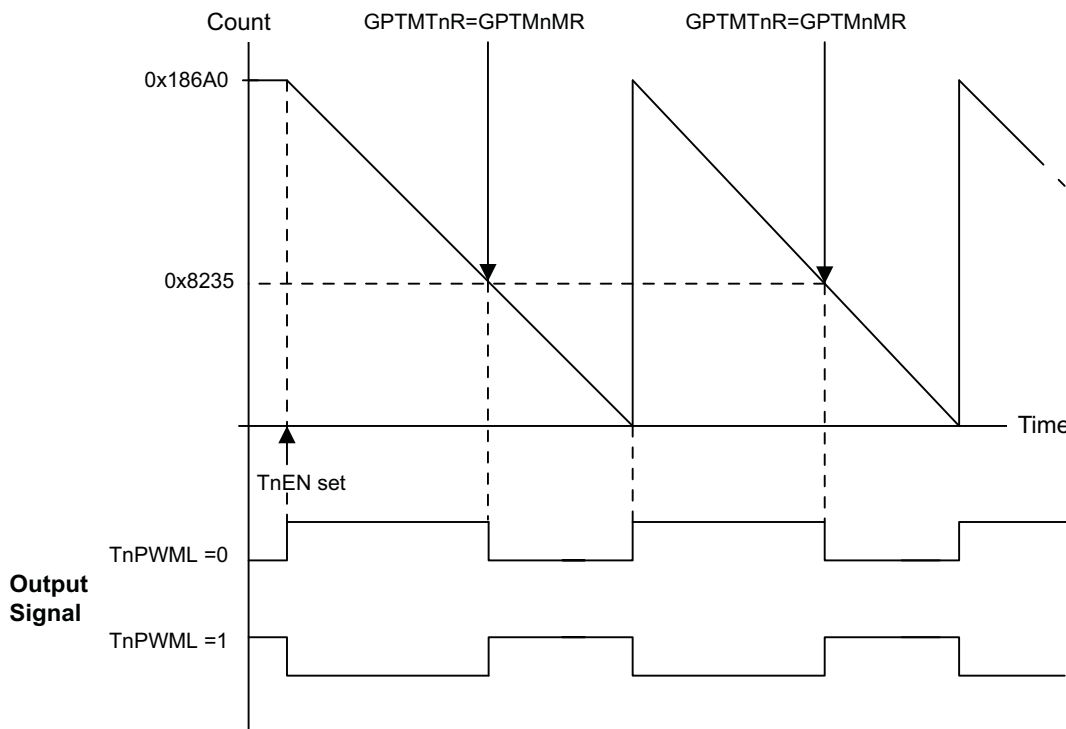 Count
GPTMTnR=GPTMnMR
GPTMTnR=GPTMnMR
0x186A0
0x8235
Time
TnEN set
TnPWML =0
Output
Signal
TnPWML =1